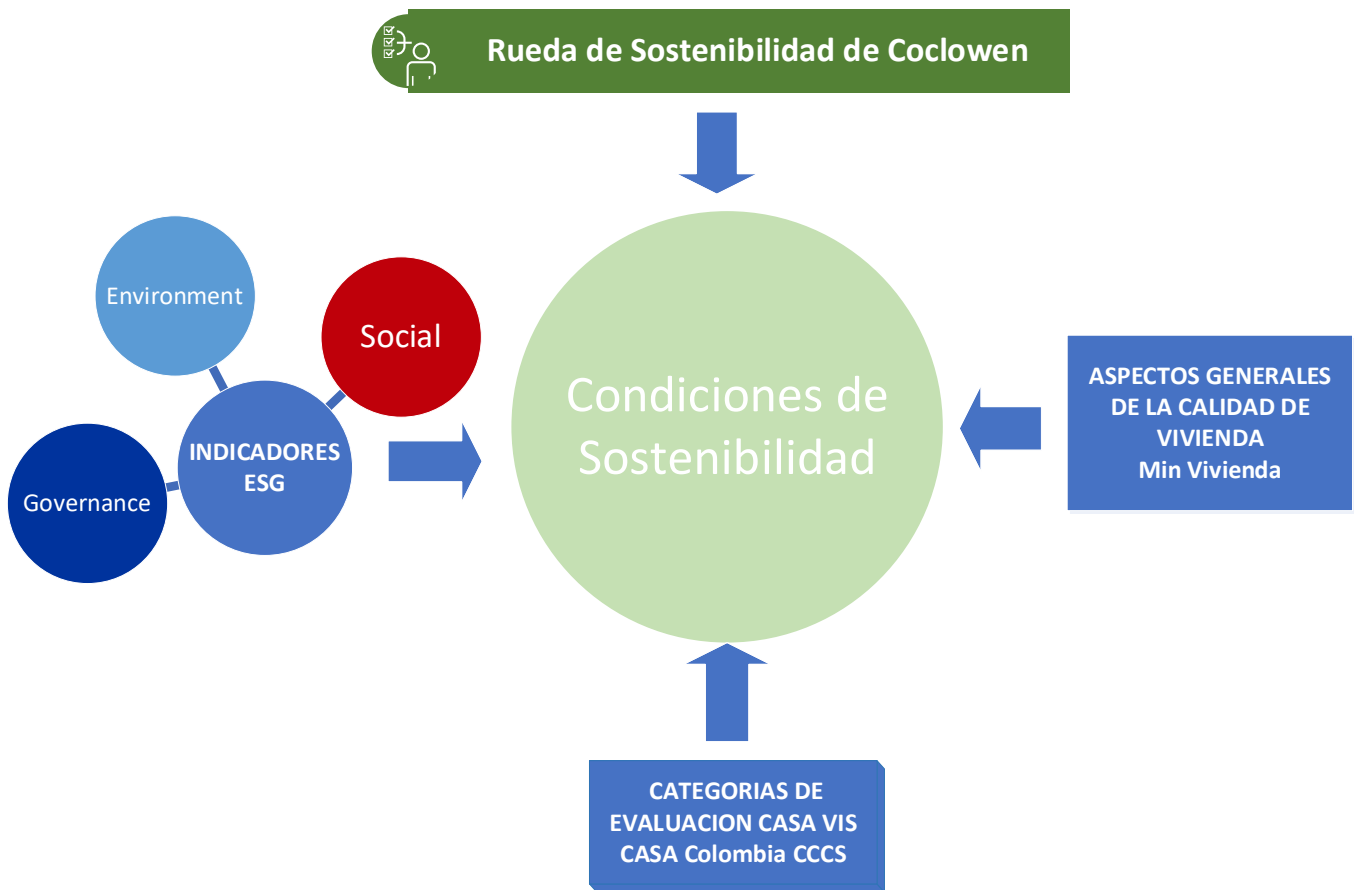 Rueda de Sostenibilidad de Coclowen
Environment
Social
INDICADORES
ESG
Governance
Condiciones de
Sostenibilidad
ASPECTOS GENERALES
DE LA CALIDAD DE
VIVIENDA
Min Vivienda
CATEGORIAS DE
EVALUACION CASA VIS
CASA Colombia CCCS